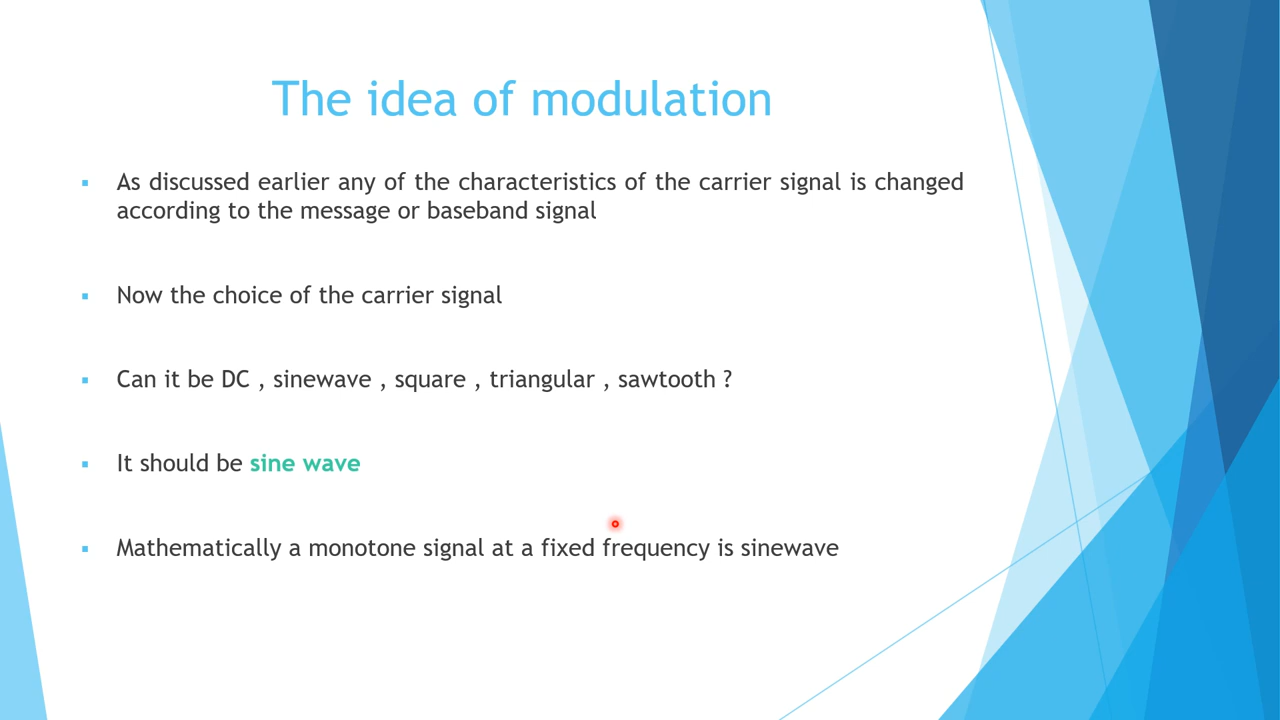 The idea of modulation
▪ As discussed earlier any of the characteristics of the carrier signal is changed
according to the message or baseband signal
▪ Now the choice of the carrier signal
▪ Can it be DC , sinewave , square , triangular , sawtooth ?
▪ It should be sine wave
▪ Mathematically a monotone signal at a fixed frequency is sinewave